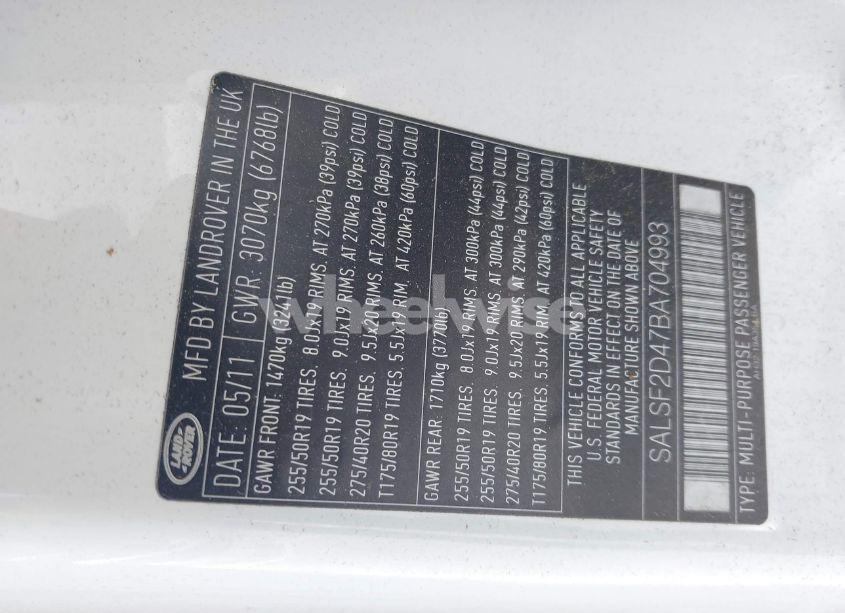 LAND-
-ROVER
MFD BY LANDROVER IN THE UK
DATE: 05/11 GWR: 3070kg (6768lb)
GAWR FRONT: 1470kg (3241lb)
255/50R19 TIRES. 8.0Jx19 RIMS. AT 270kPa (39psi) COLD
255/50R19 TIRES. 9.0Jx19 RIMS. AT 270kPa (39psi) COLD
275/40R20 TIRES. 9.5Jx20 RIMS. AT 260kPa (38psi) COLD
T175/80R19 TIRES. 5.5Jx19 RIM. AT 420kPa (60psi) COLD
GAWR REAR: 1710kg (3770lb)
255/50R19 TIRES. 8.0Jx19 RIMS. AT 300kPa (44psi) COLD
255/50R19 TIRES. 9.0Jx19 RIMS. AT 300kPa (44psi) COLD
275/40R20 TIRES. 9.5Jx20 RIMS. AT 290kPa (42psi) COLD
T175/80R19 TIRES. 5.5Jx19 RIM. AT 420kPa (60psi) COLD
THIS VEHICLE CONFORMS TO ALL APPLICABLE
U.S. FEDERAL MOTOR VEHICLE SAFETY
STANDARDS IN EFFECT ON THE DATE OF
MANUFACTURE SHOWN ABOVE
SALSF2D47BA704993
TYPE: MULTI-PURPOSE PASSENGER VEHICLE
wheelwise